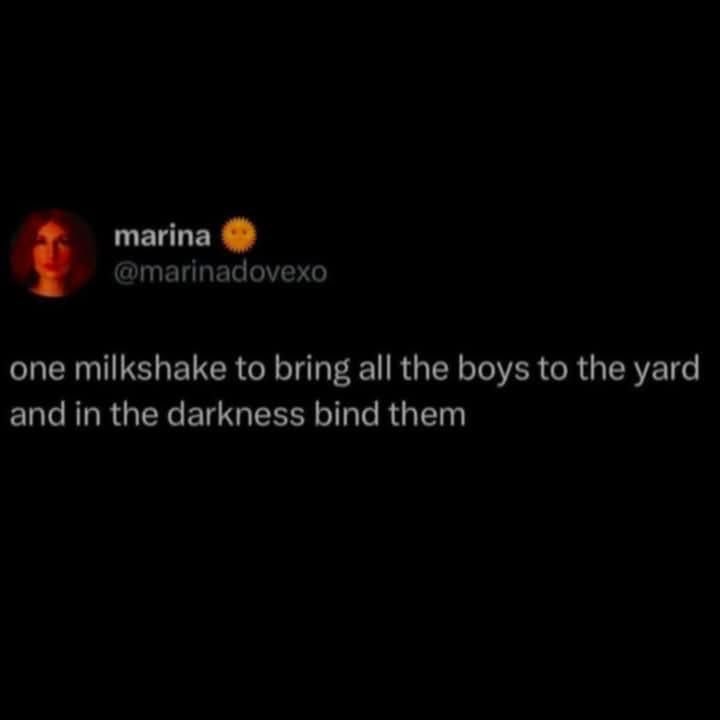 marina 🌞
@marinadovexo
one milkshake to bring all the boys to the yard
and in the darkness bind them